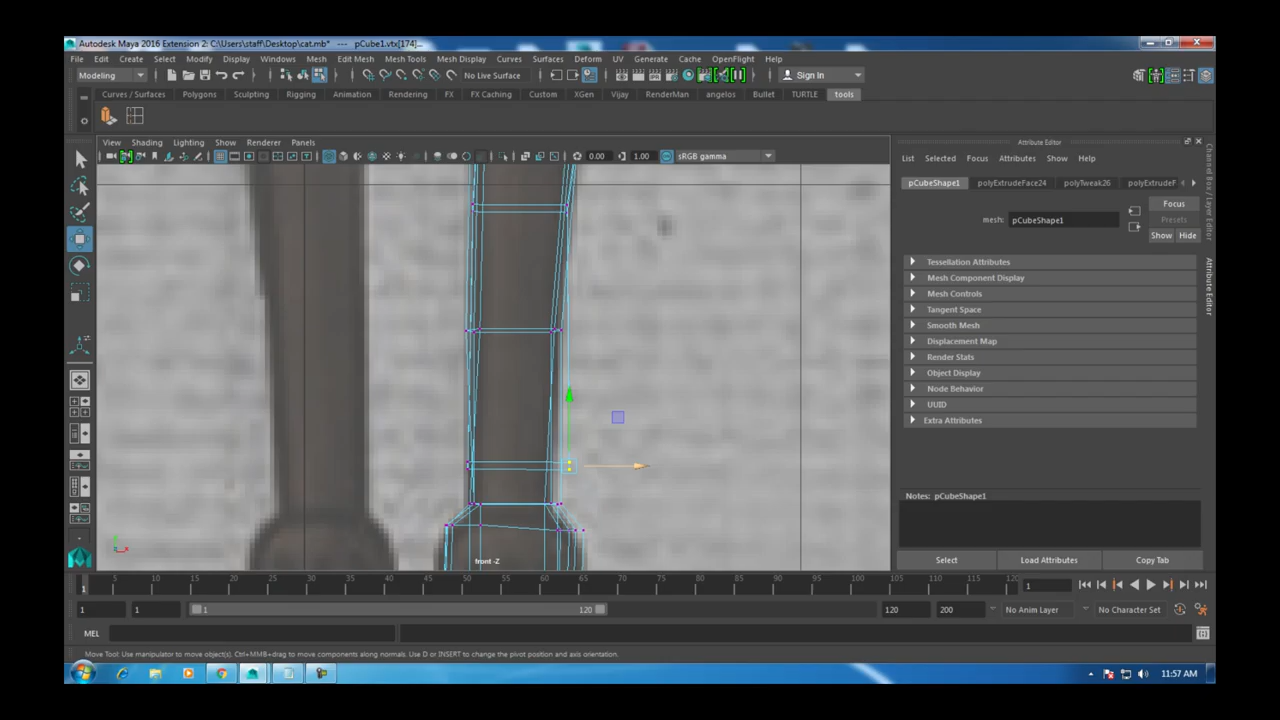 Autodesk Maya 2016 Extension 2: C:\Users\staff\Desktop\cat.mb* --- pCube1.vtx[174]...
File Edit Create Select Modify Display Windows Mesh Edit Mesh Mesh Tools Mesh Display Curves Surfaces Deform UV Generate Cache OpenFlight Help
Modeling No Live Surface Sign In
Curves / Surfaces Polygons Sculpting Rigging Animation Rendering FX FX Caching Custom XGen Vijay RenderMan angelos Bullet TURTLE tools
View Shading Lighting Show Renderer Panels
0.00 1.00 sRGB gamma
Attribute Editor
List Selected Focus Attributes Show Help
pCubeShape1 polyExtrudeFace24 polyTweak26 polyExtrudeF
Focus
Presets
mesh: pCubeShape1
Show Hide
Tessellation Attributes
Mesh Component Display
Mesh Controls
Tangent Space
Smooth Mesh
Displacement Map
Render Stats
Object Display
Node Behavior
UUID
Extra Attributes
Notes: pCubeShape1
Select Load Attributes Copy Tab
Channel Box / Layer Editor
Attribute Editor
front -Z
1 5 10 15 20 25 30 35 40 45 50 55 60 65 70 75 80 85 90 95 100 105 110 115 12 1
1 1 1 120 120 200 No Anim Layer No Character Set
MEL
Move Tool: Use manipulator to move object(s). Ctrl+MMB+drag to move components along normals. Use D or INSERT to change the pivot position and axis orientation.
11:57 AM